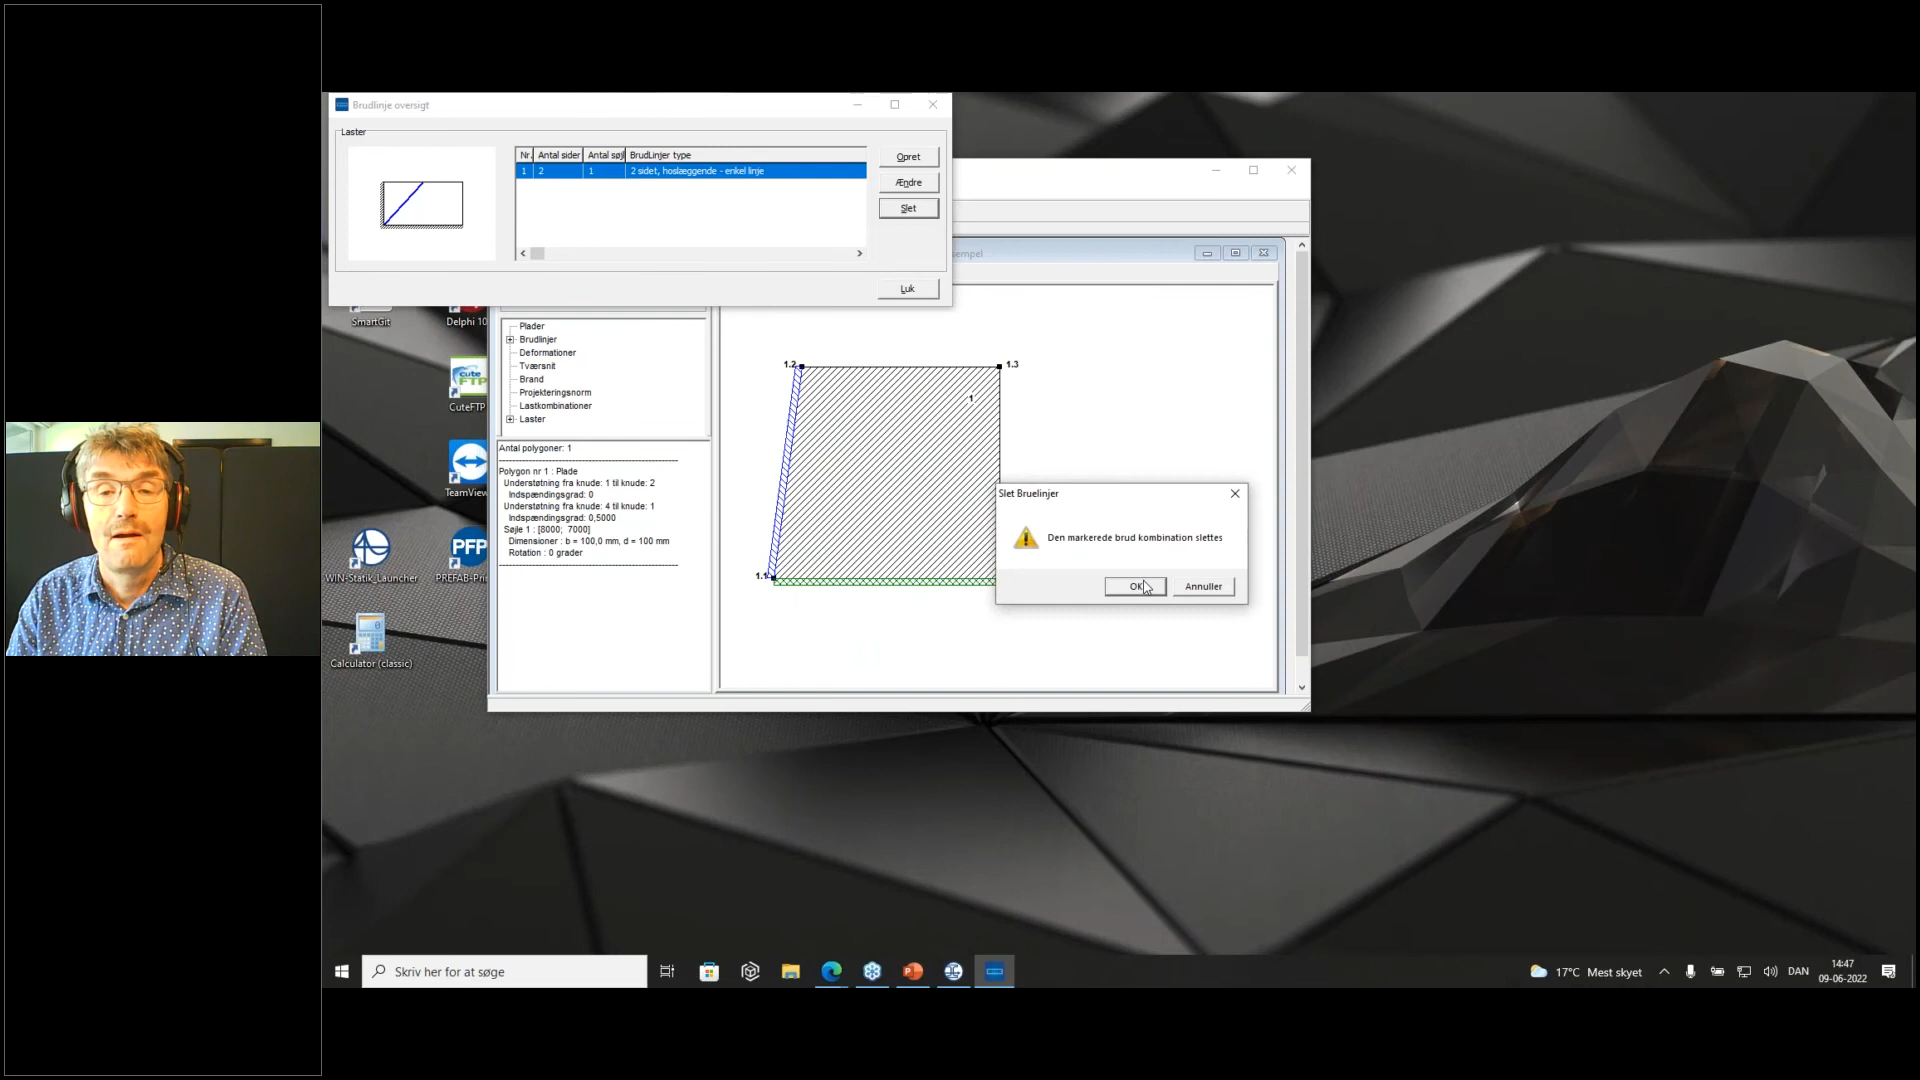 Brudlinje oversigt
Laster
Nr. Antal sider Antal søjl BrudLinjer type
1 2 1 2 sidet, hoslæggende - enkel linje
Opret
Ændre
Slet
Luk
empel
SmartGit
Delphi 10
CuteFTP
TeamView
WIN-Statik_Launcher
PREFAB-Pri
Calculator (classic)
Plader
Brudlinjer
Deformationer
Tværsnit
Brand
Projekteringsnorm
Lastkombinationer
Laster
Antal polygoner: 1
Polygon nr 1 : Plade
Understøtning fra knude: 1 til knude: 2
Indspændingsgrad: 0
Understøtning fra knude: 4 til knude: 1
Indspændingsgrad: 0,5000
Søjle 1 : [8000; 7000]
Dimensioner : b = 100,0 mm, d = 100 mm
Rotation : 0 grader
1.2
1.3
1
1.1
Slet Bruelinjer
Den markerede brud kombination slettes
OK
Annuller
Skriv her for at søge
17°C Mest skyet
DAN
14:47
09-06-2022